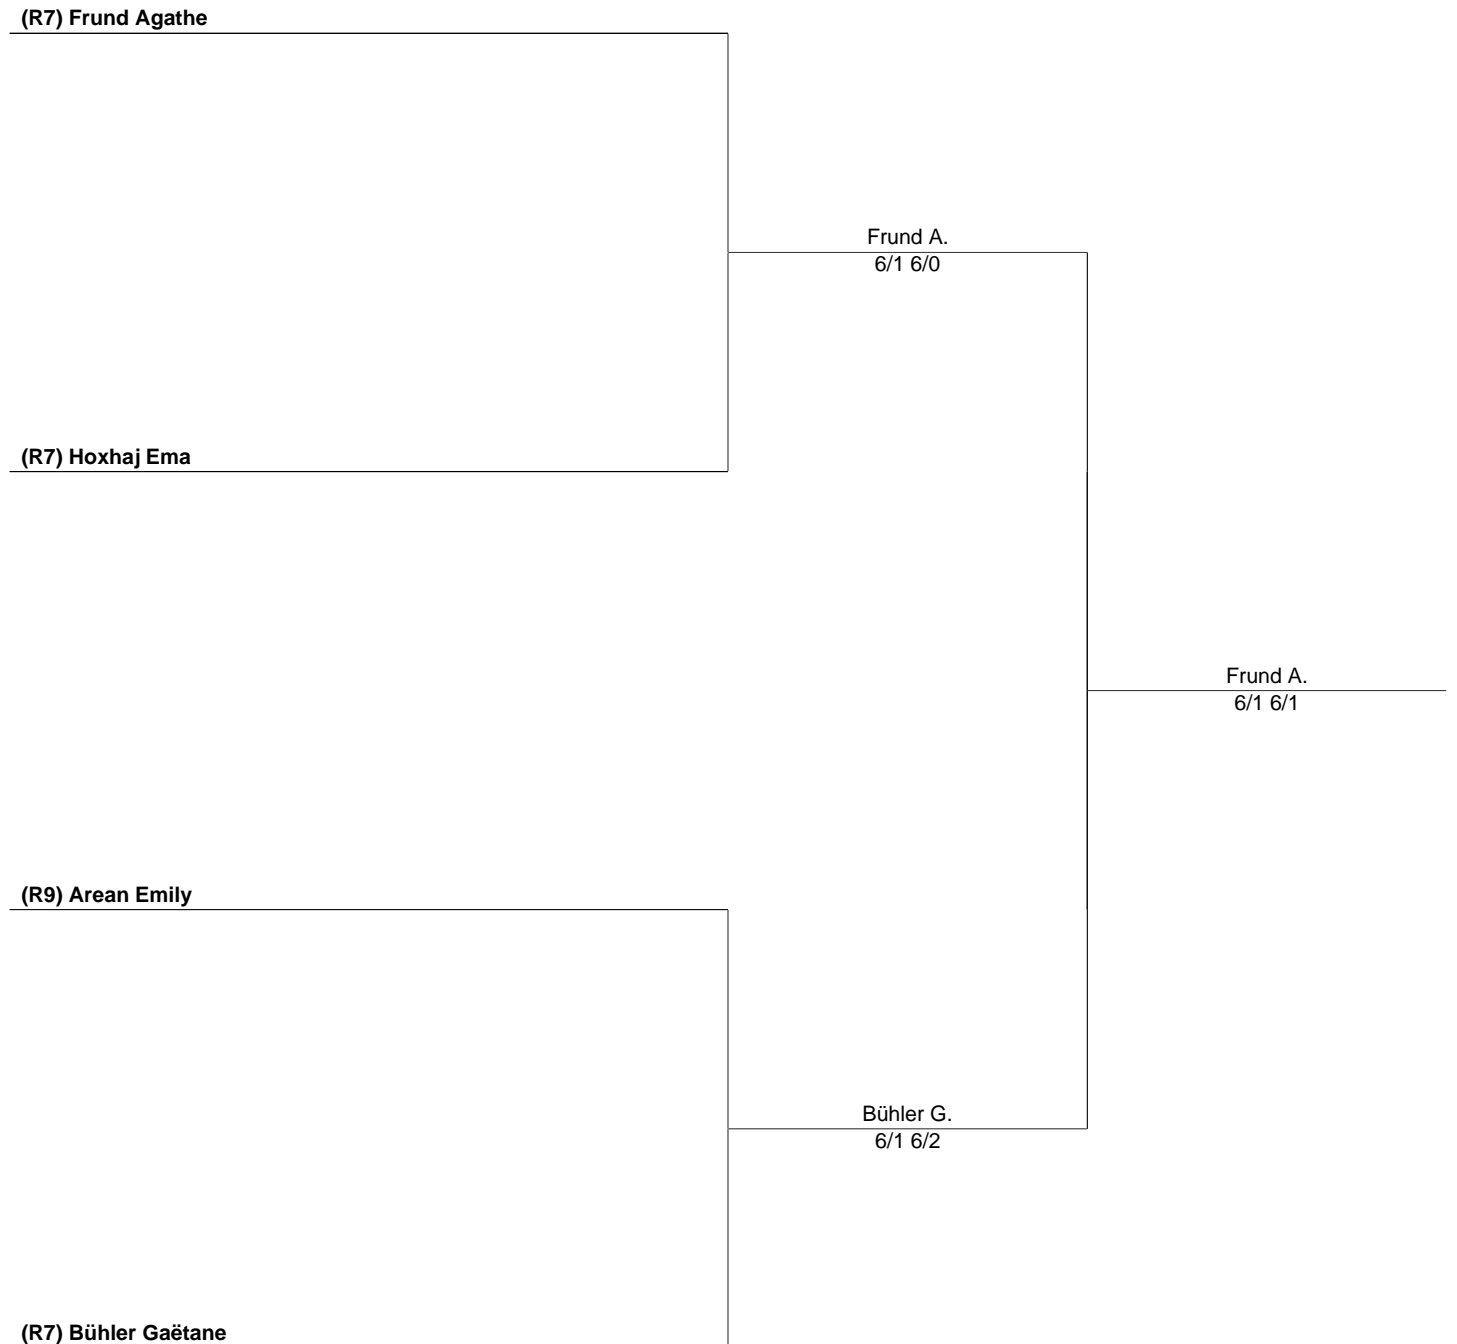 (R7) Frund Agathe
Frund A.
6/1 6/0
(R7) Hoxhaj Ema
Frund A.
6/1 6/1
(R9) Arean Emily
Bühler G.
6/1 6/2
(R7) Bühler Gaëtane